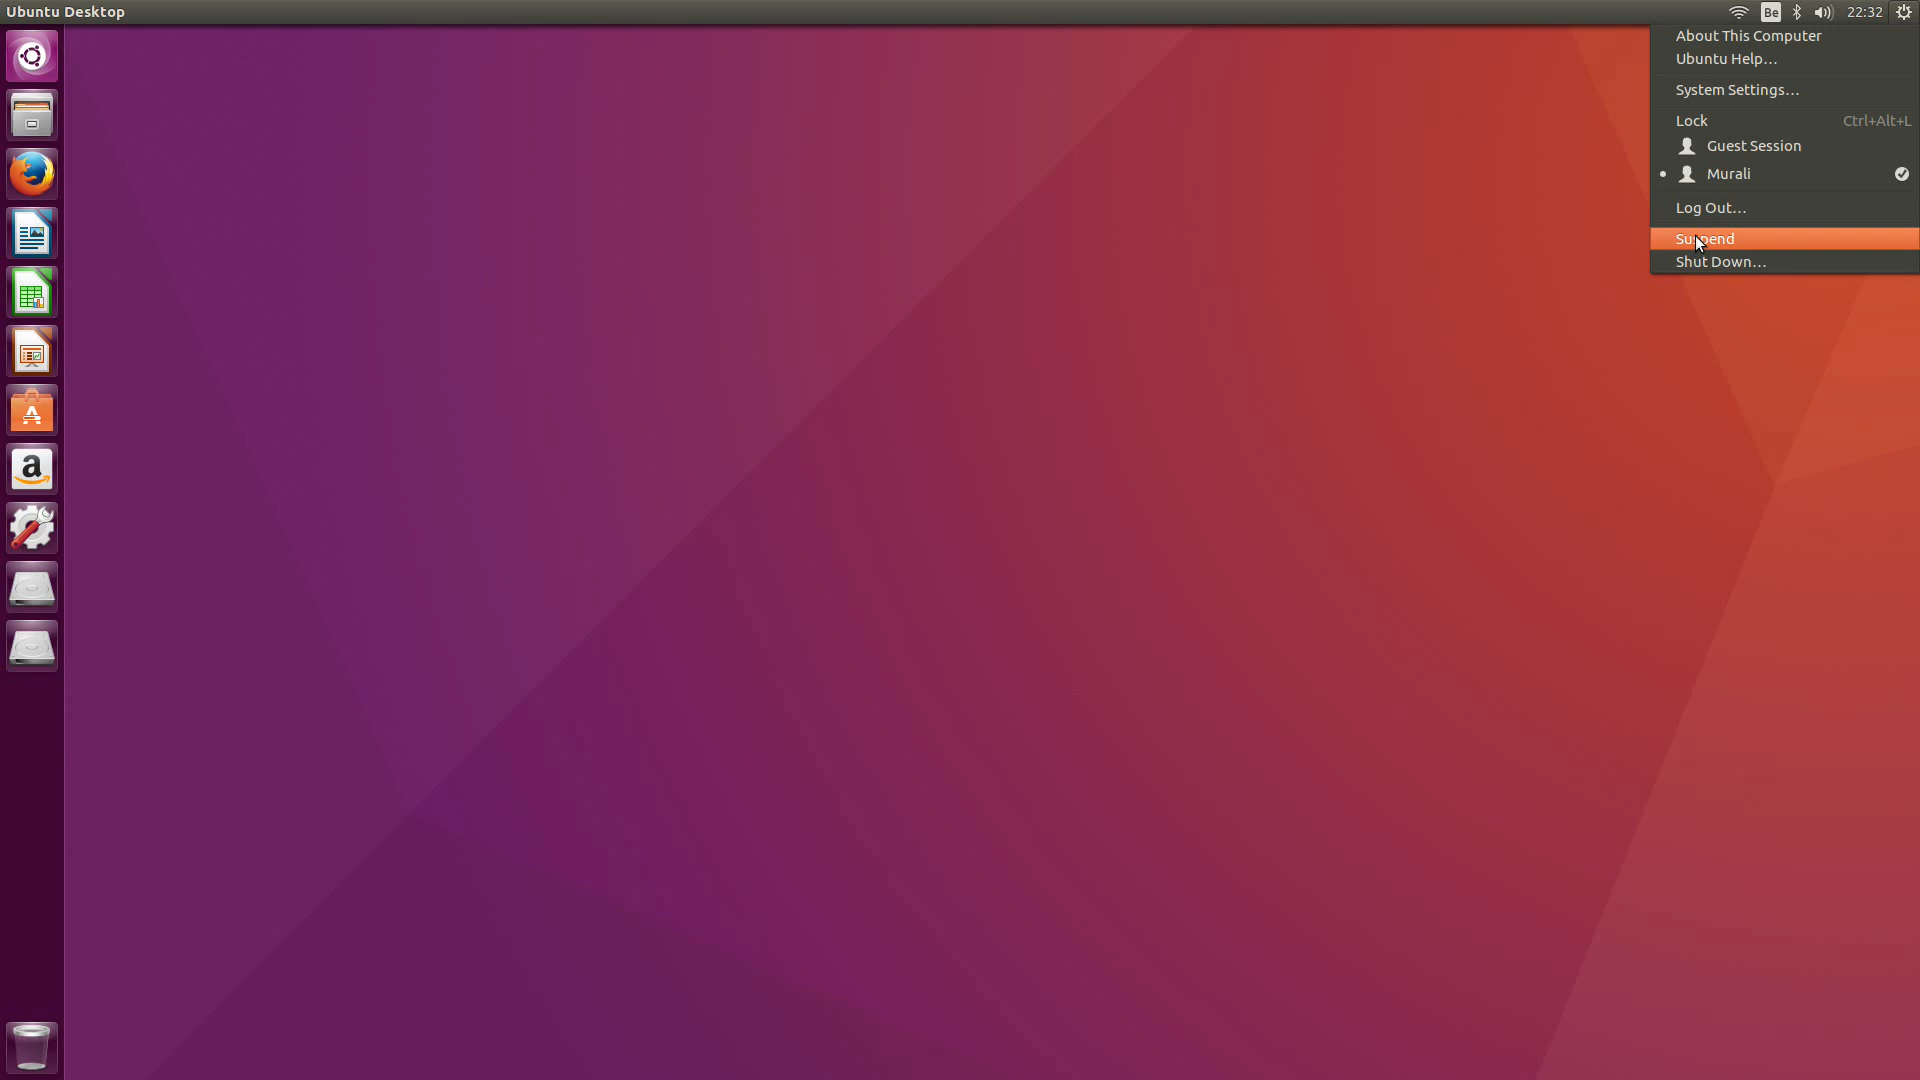 Ubuntu Desktop
Be
22:32
About This Computer
Ubuntu Help...
System Settings...
Lock Ctrl+Alt+L
Guest Session
Murali
Log Out...
Suspend
Shut Down...
A
a